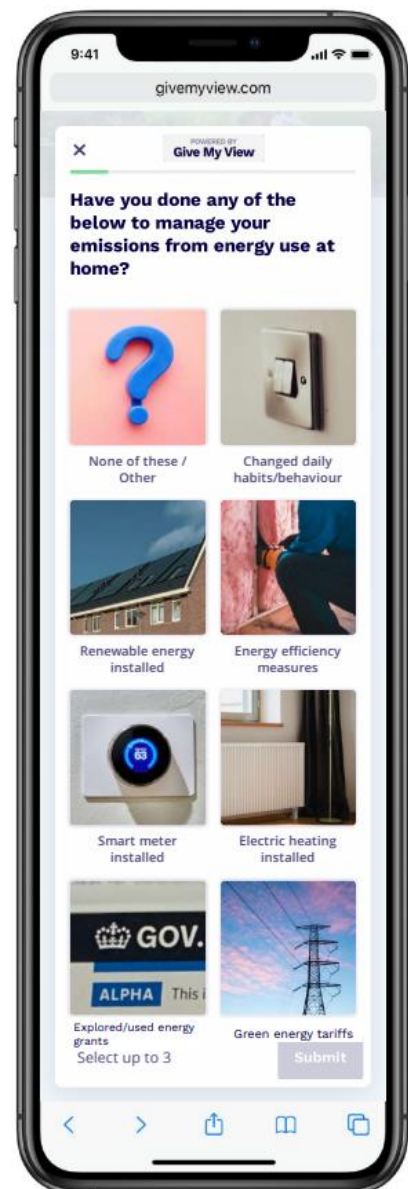 9:41
givemyview.com
POWERED BY
Give My View
Have you done any of the
below to manage your
emissions from energy use at
home?
None of these /
Other
Changed daily
habits/behaviour
Renewable energy
installed
Energy efficiency
measures
63
Smart meter
installed
Electric heating
installed
GOV.
ALPHA This i
Explored/used energy
grants
Green energy tariffs
Select up to 3
Submit